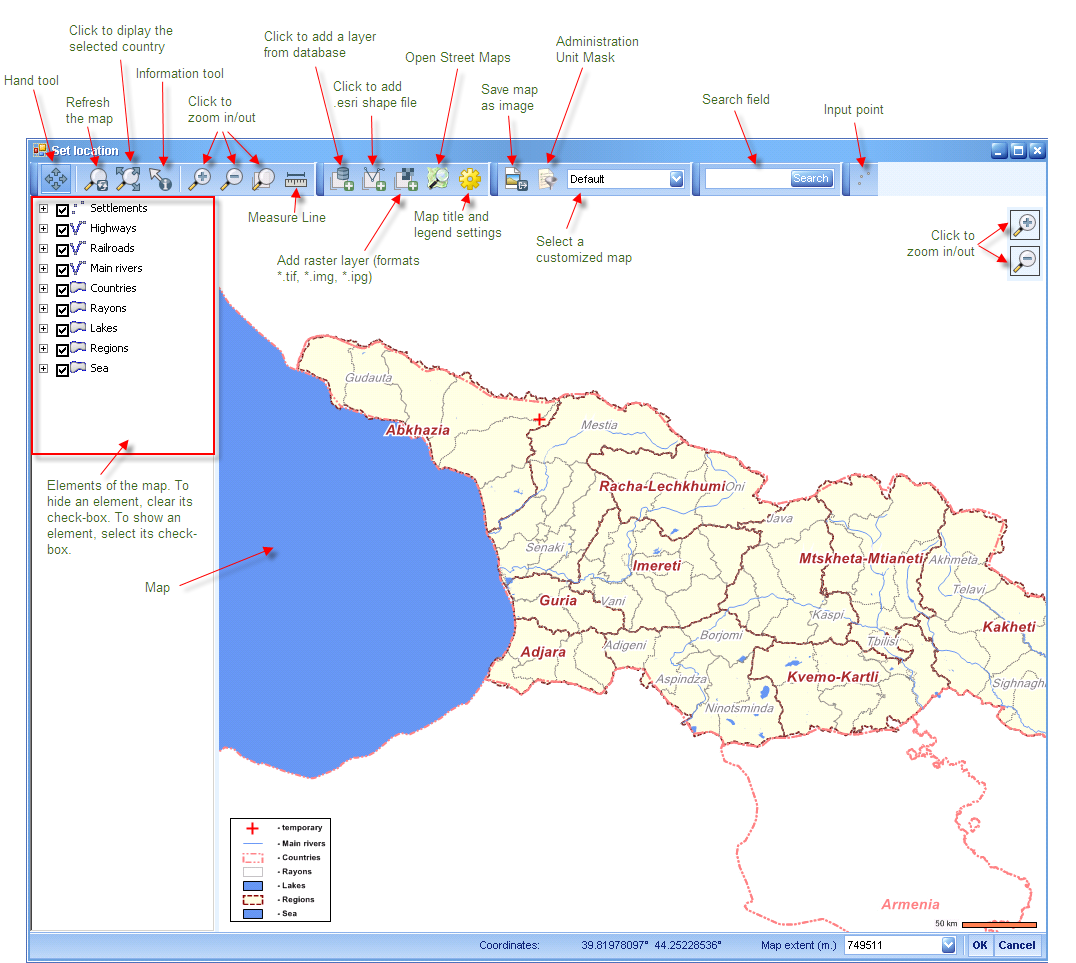 Click to diplay the
selected country
Click to add a layer
from database
Administration
Unit Mask
Open Street Maps
Hand tool
Information tool
Refresh
the map
Click to
zoom in/out
Click to add
.esri shape file
Save map
as image
Search field
Input point
Set location
Default
Search
Measure Line
Map title and
legend settings
Add raster layer (formats
*.tif, *.img, *.ipg)
Select a
customized map
Click to
zoom in/out
Settlements
Highways
Railroads
Main rivers
Countries
Rayons
Lakes
Regions
Sea
Elements of the map. To
hide an element, clear its
check-box. To show an
element, select its check-
box.
Map
Gudauta
Abkhazia
Mestia
Racha-Lechkhumi
Oni
Java
Senaki
Imereti
Mtskheta-Mtianeti
Akhmeta
Telavi
Guria
Vani
Kaspi
Kakheti
Adjara
Adigeni
Borjomi
Tbilisi
Aspindza
Kvemo-Kartli
Sighnagh
Ninotsminda
Armenia
50 km
- temporary
- Main rivers
- Countries
- Rayons
- Lakes
- Regions
- Sea
Coordinates: 39.81978097° 44.25228536° Map extent (m.) 749511 OK Cancel